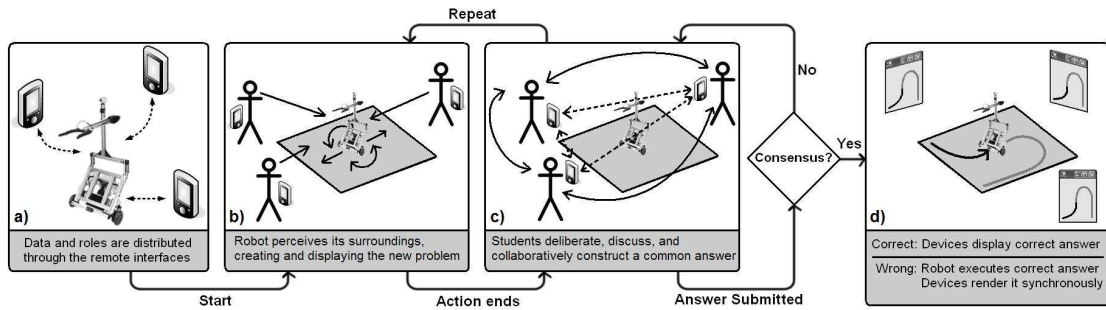 Repeat
No
Consensus?
Yes
a)
Data and roles are distributed
through the remote interfaces
b)
Robot perceives its surroundings,
creating and displaying the new problem
c)
Students deliberate, discuss, and
collaboratively construct a common answer
d)
Correct: Devices display correct answer
Wrong: Robot executes correct answer
Devices render it synchronously
Start
Action ends
Answer Submitted